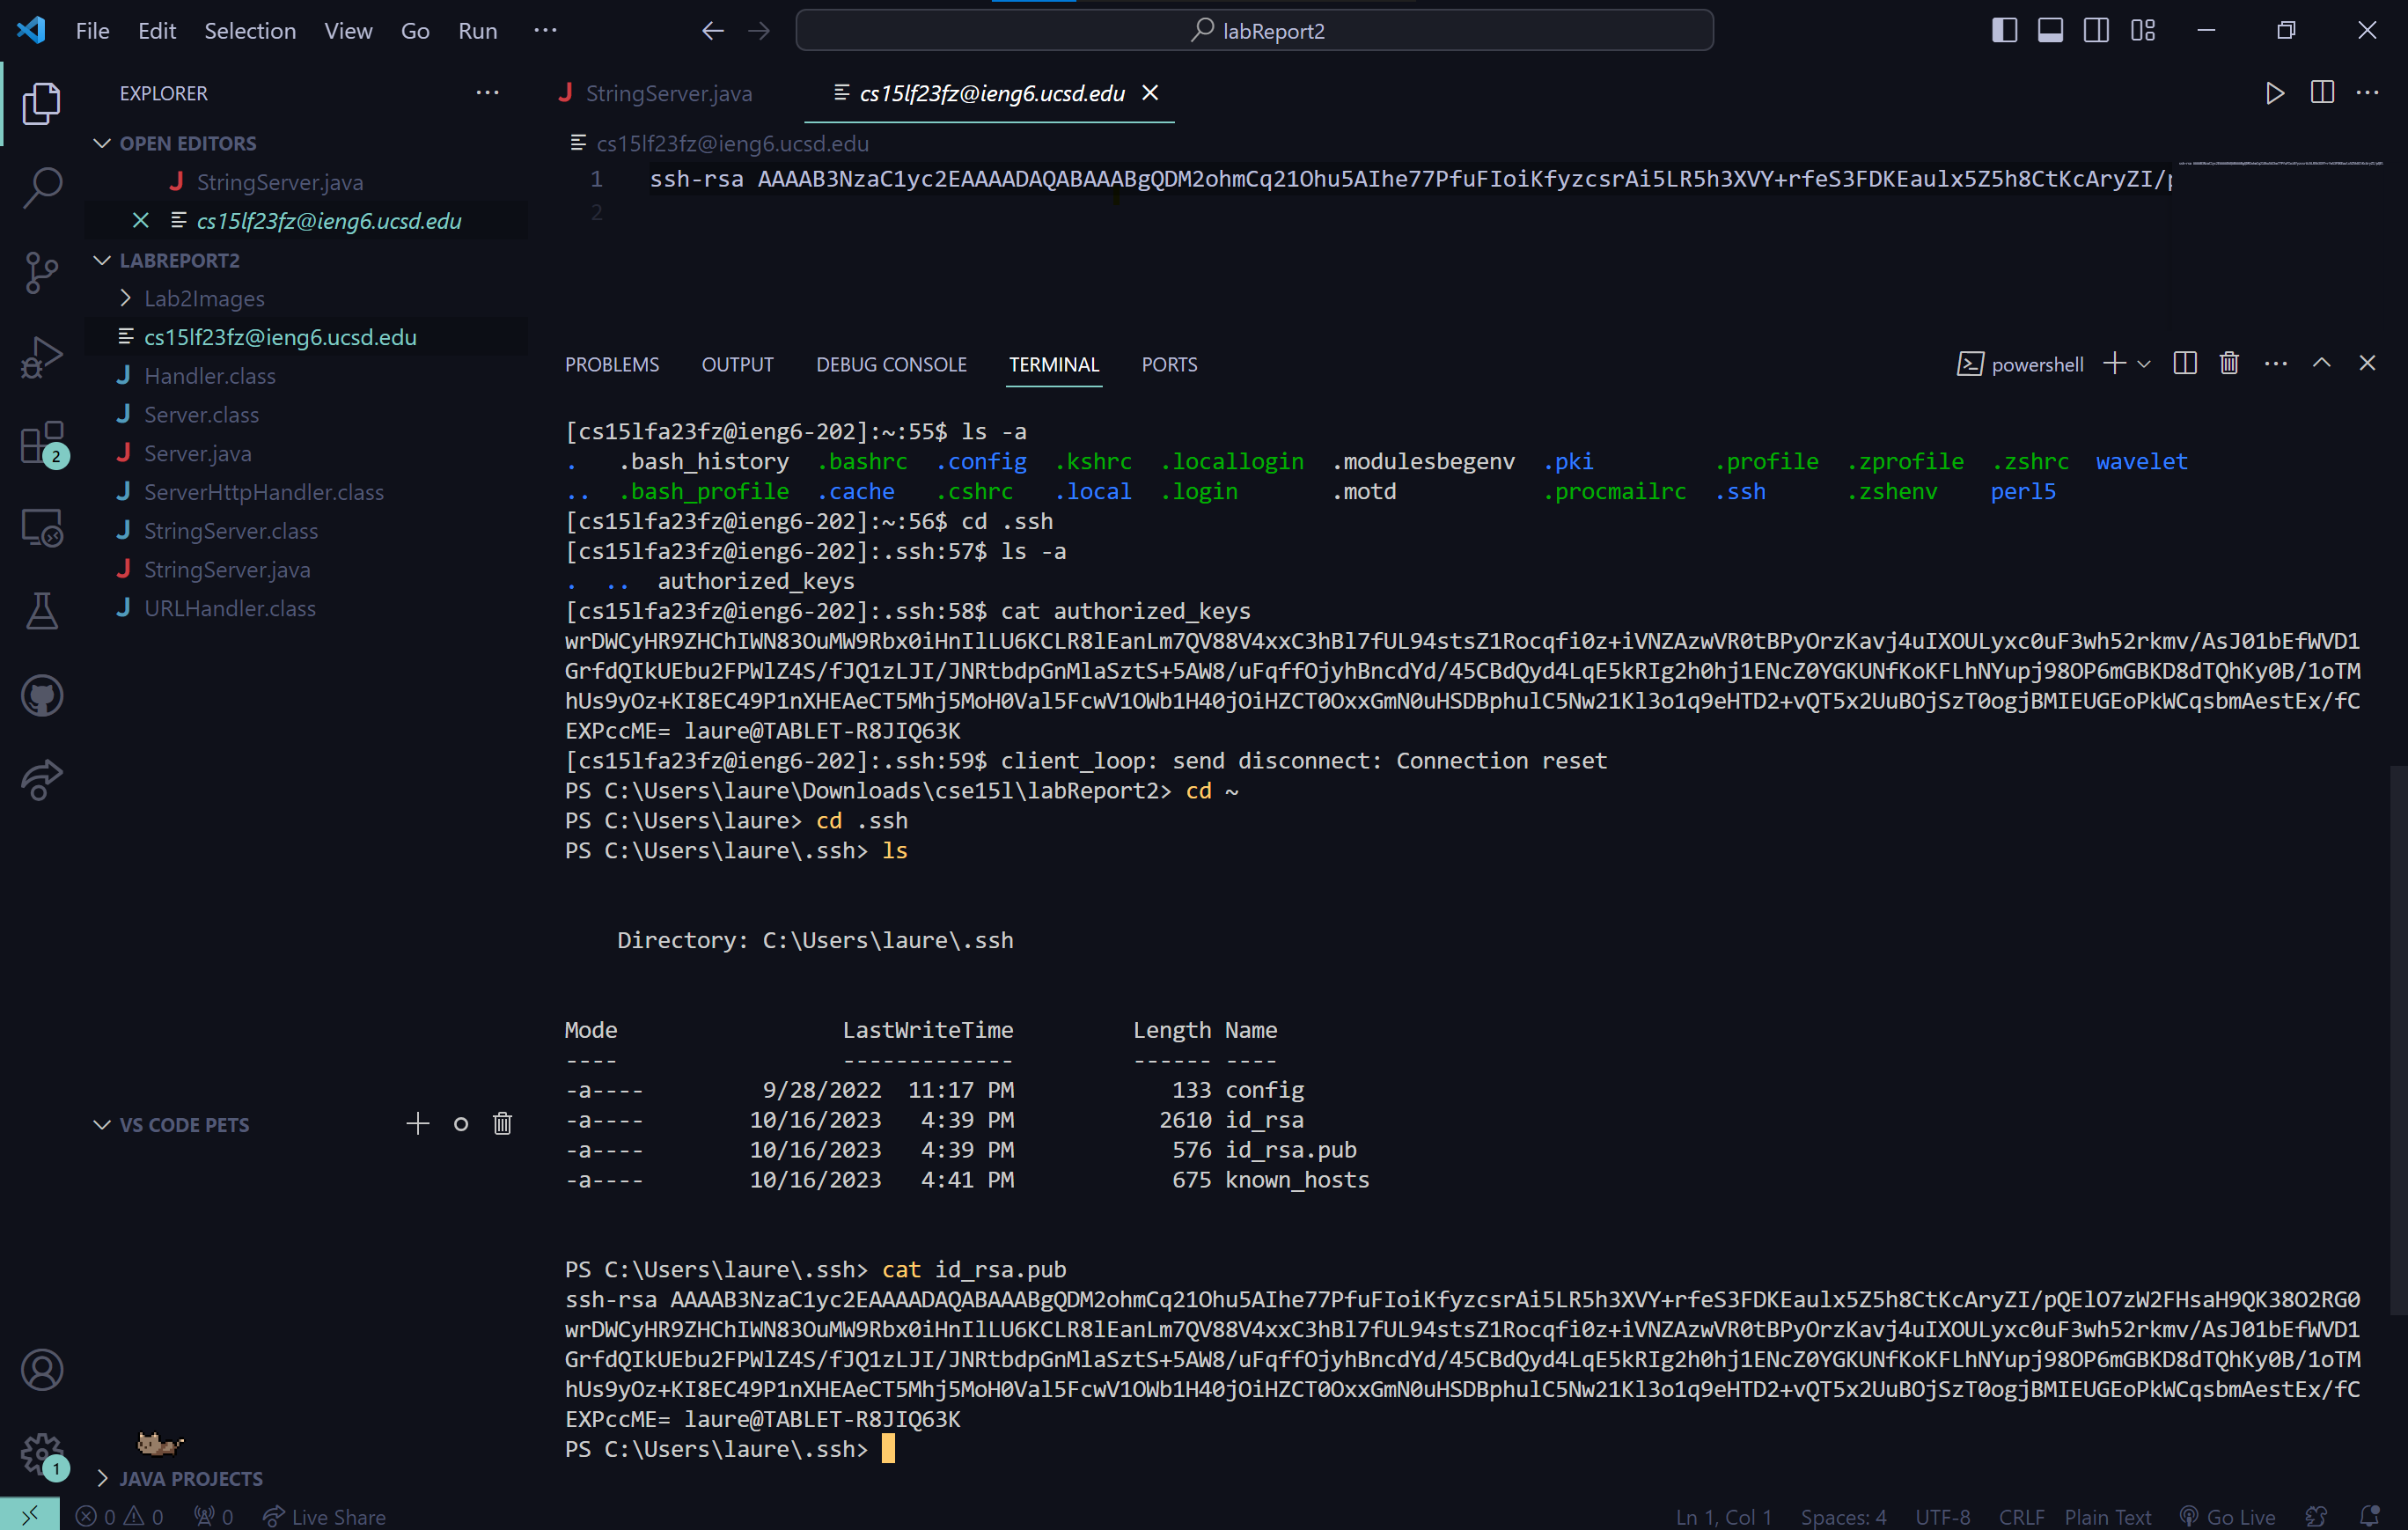 File Edit Selection View Go Run ··· labReport2
EXPLORER ···
OPEN EDITORS
StringServer.java
cs15lf23fz@ieng6.ucsd.edu
LABREPORT2
Lab2Images
cs15lf23fz@ieng6.ucsd.edu
Handler.class
Server.class
Server.java
ServerHttpHandler.class
StringServer.class
StringServer.java
URLHandler.class
2
VS CODE PETS
JAVA PROJECTS
1
StringServer.java cs15lf23fz@ieng6.ucsd.edu
cs15lf23fz@ieng6.ucsd.edu
1 ssh-rsa AAAAB3NzaC1yc2EAAAADAQABAAABgQDM2ohmCq21Ohu5AIhe77PfuFIoiKfyzcsrAi5LR5h3XVY+rfeS3FDKEaulx5Z5h8CtKcAryZI/p
2
PROBLEMS OUTPUT DEBUG CONSOLE TERMINAL PORTS powershell
[cs15lfa23fz@ieng6-202]:~:55$ ls -a
. .bash_history .bashrc .config .kshrc .locallogin .modulesbegenv .pki .profile .zprofile .zshrc wavelet
.. .bash_profile .cache .cshrc .local .login .motd .procmailrc .ssh .zshenv perl5
[cs15lfa23fz@ieng6-202]:~:56$ cd .ssh
[cs15lfa23fz@ieng6-202]:.ssh:57$ ls -a
. .. authorized_keys
[cs15lfa23fz@ieng6-202]:.ssh:58$ cat authorized_keys
wrDWCyHR9ZHChIWN83OuMW9Rbx0iHnIlLU6KCLR8lEanLm7QV88V4xxC3hBl7fUL94stsZ1Rocqfi0z+iVNZAzwVR0tBPyOrzKavj4uIXOULyxc0uF3wh52rkmv/AsJ01bEfWVD1
GrfdQIkUEbu2FPWlZ4S/fJQ1zLJI/JNRtbdpGnMlaSztS+5AW8/uFqffOjyhBncdYd/45CBdQyd4LqE5kRIg2h0hj1ENcZ0YGKUNfKoKFLhNYupj98OP6mGBKD8dTQhKy0B/1oTM
hUs9yOz+KI8EC49P1nXHEAeCT5Mhj5MoH0Val5FcwV1OWb1H40jOiHZCT0OxxGmN0uHSDBphulC5Nw21Kl3o1q9eHTD2+vQT5x2UuBOjSzT0ogjBMIEUGEoPkWCqsbmAestEx/fC
EXPccME= laure@TABLET-R8JIQ63K
[cs15lfa23fz@ieng6-202]:.ssh:59$ client_loop: send disconnect: Connection reset
PS C:\Users\laure\Downloads\cse15l\labReport2> cd ~
PS C:\Users\laure> cd .ssh
PS C:\Users\laure\.ssh> ls
Directory: C:\Users\laure\.ssh
Mode LastWriteTime Length Name
---- ------------- ------ ----
-a---- 9/28/2022 11:17 PM 133 config
-a---- 10/16/2023 4:39 PM 2610 id_rsa
-a---- 10/16/2023 4:39 PM 576 id_rsa.pub
-a---- 10/16/2023 4:41 PM 675 known_hosts
PS C:\Users\laure\.ssh> cat id_rsa.pub
ssh-rsa AAAAB3NzaC1yc2EAAAADAQABAAABgQDM2ohmCq21Ohu5AIhe77PfuFIoiKfyzcsrAi5LR5h3XVY+rfeS3FDKEaulx5Z5h8CtKcAryZI/pQElO7zW2FHsaH9QK38O2RG0
wrDWCyHR9ZHChIWN83OuMW9Rbx0iHnIlLU6KCLR8lEanLm7QV88V4xxC3hBl7fUL94stsZ1Rocqfi0z+iVNZAzwVR0tBPyOrzKavj4uIXOULyxc0uF3wh52rkmv/AsJ01bEfWVD1
GrfdQIkUEbu2FPWlZ4S/fJQ1zLJI/JNRtbdpGnMlaSztS+5AW8/uFqffOjyhBncdYd/45CBdQyd4LqE5kRIg2h0hj1ENcZ0YGKUNfKoKFLhNYupj98OP6mGBKD8dTQhKy0B/1oTM
hUs9yOz+KI8EC49P1nXHEAeCT5Mhj5MoH0Val5FcwV1OWb1H40jOiHZCT0OxxGmN0uHSDBphulC5Nw21Kl3o1q9eHTD2+vQT5x2UuBOjSzT0ogjBMIEUGEoPkWCqsbmAestEx/fC
EXPccME= laure@TABLET-R8JIQ63K
PS C:\Users\laure\.ssh>
0 0 0 Live Share Ln 1, Col 1 Spaces: 4 UTF-8 CRLF Plain Text Go Live